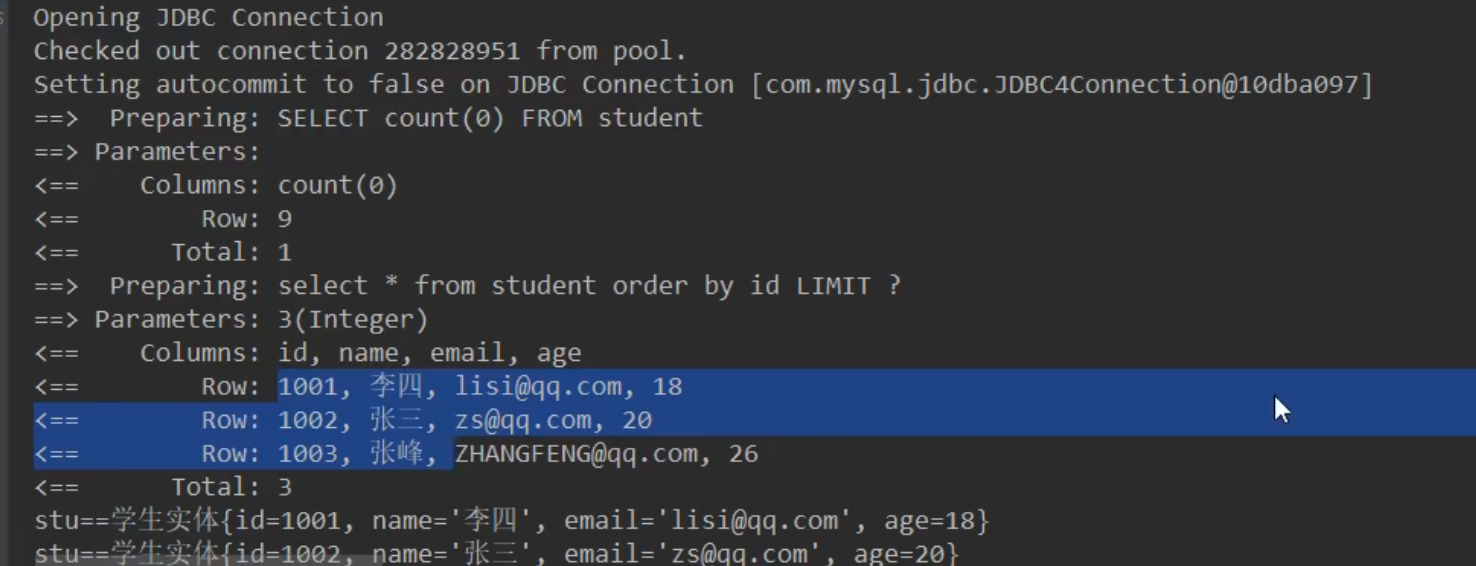 Opening JDBC Connection
Checked out connection 282828951 from pool.
Setting autocommit to false on JDBC Connection [com.mysql.jdbc.JDBC4Connection@10dba097]
==>  Preparing: SELECT count(0) FROM student
==> Parameters:
<==    Columns: count(0)
<==        Row: 9
<==      Total: 1
==>  Preparing: select * from student order by id LIMIT ?
==> Parameters: 3(Integer)
<==    Columns: id, name, email, age
<==        Row: 1001, 李四, lisi@qq.com, 18
<==        Row: 1002, 张三, zs@qq.com, 20
<==        Row: 1003, 张峰, ZHANGFENG@qq.com, 26
<==      Total: 3
stu==学生实体{id=1001, name='李四', email='lisi@qq.com', age=18}
stu==学生实体{id=1002, name='张三', email='zs@qq.com', age=20}